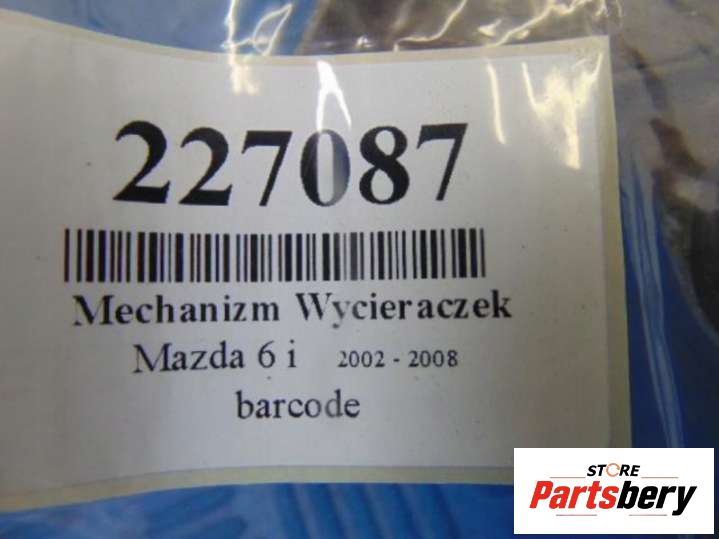 227087
Mechanizm Wycieraczek
Mazda 6 i 2002 - 2008
barcode
STORE
Partsbery